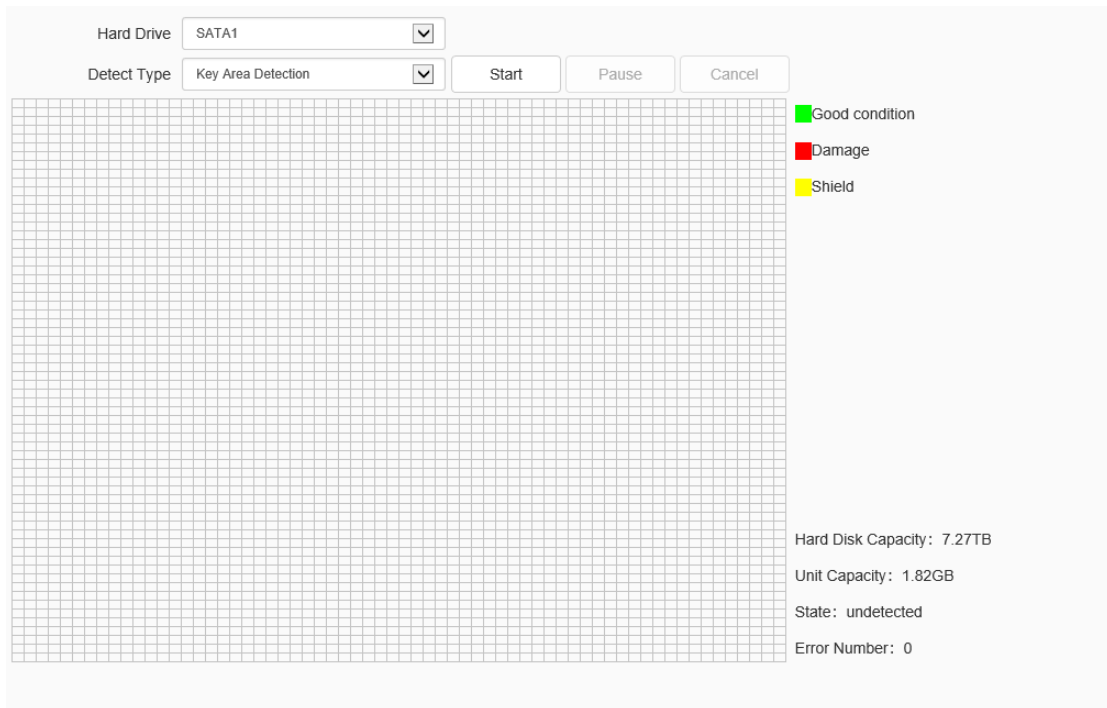 Hard Drive SATA1
Detect Type Key Area Detection Start Pause Cancel
Good condition
Damage
Shield
Hard Disk Capacity: 7.27TB
Unit Capacity: 1.82GB
State: undetected
Error Number: 0